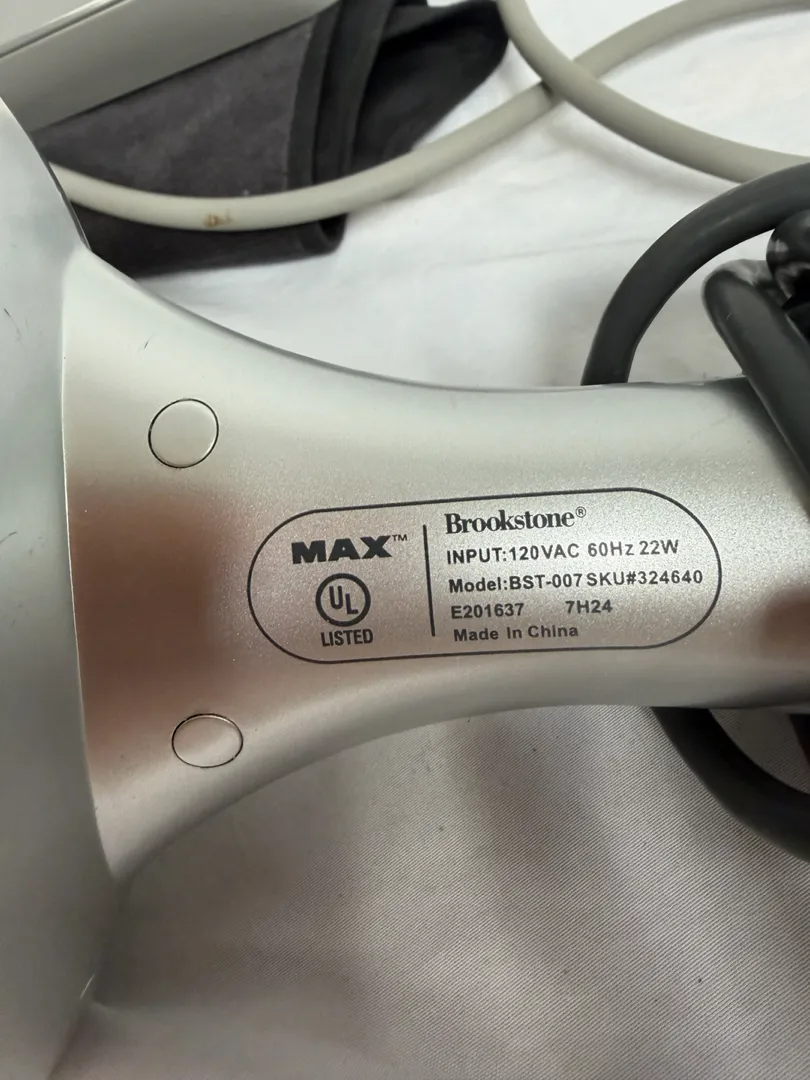 MAX™
UL
LISTED
Brookstone®
INPUT:120VAC 60Hz 22W
Model:BST-007 SKU#324640
E201637 7H24
Made In China